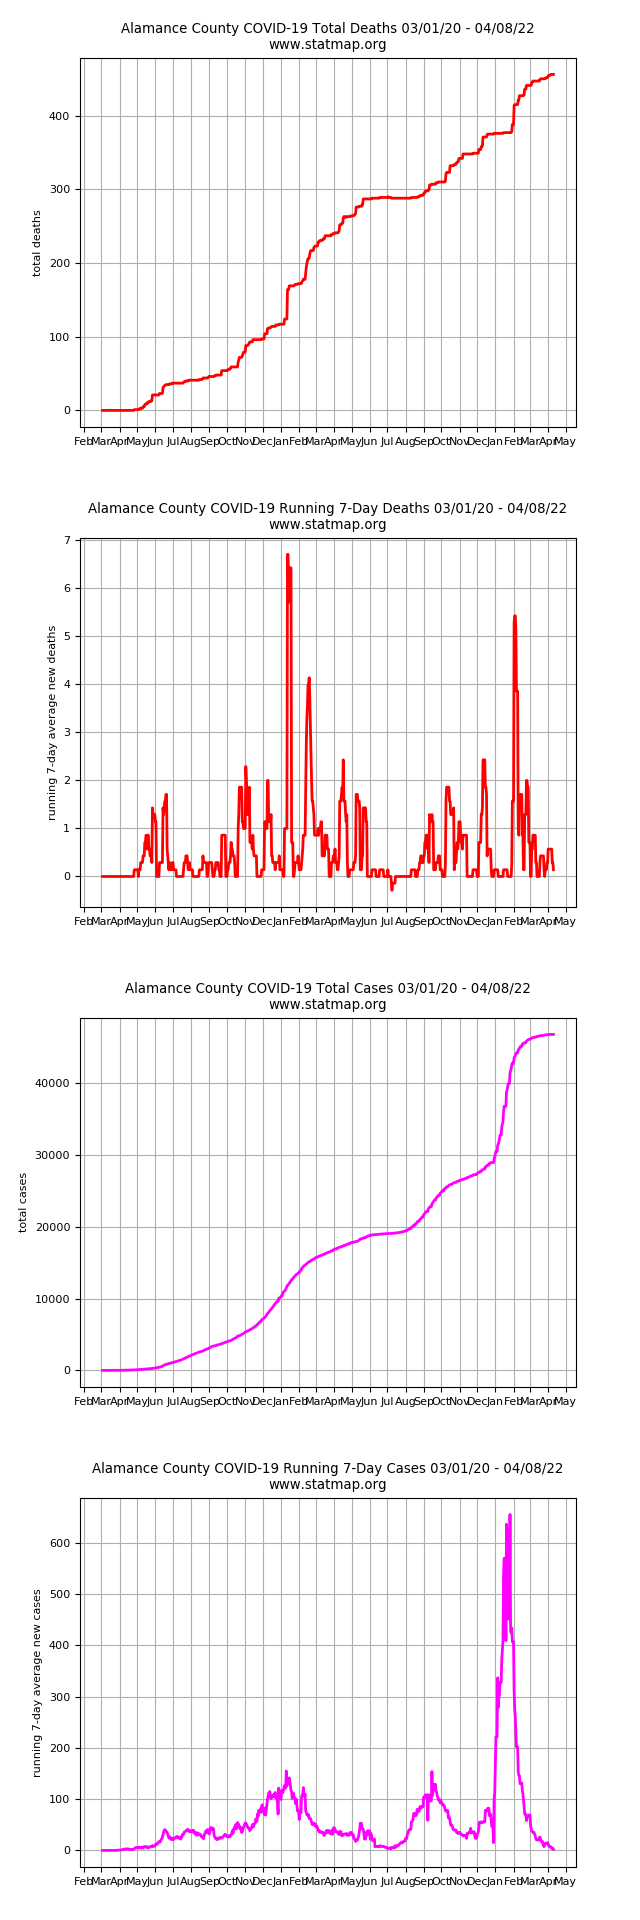 Alamance County COVID-19 Total Deaths 03/01/20 - 04/08/22
www.statmap.org
total deaths
400
300
200
100
0
Feb Mar Apr May Jun Jul Aug Sep Oct Nov Dec Jan Feb Mar Apr May Jun Jul Aug Sep Oct Nov Dec Jan Feb Mar Apr May
Alamance County COVID-19 Running 7-Day Deaths 03/01/20 - 04/08/22
www.statmap.org
running 7-day average new deaths
7
6
5
4
3
2
1
0
Feb Mar Apr May Jun Jul Aug Sep Oct Nov Dec Jan Feb Mar Apr May Jun Jul Aug Sep Oct Nov Dec Jan Feb Mar Apr May
Alamance County COVID-19 Total Cases 03/01/20 - 04/08/22
www.statmap.org
total cases
40000
30000
20000
10000
0
Feb Mar Apr May Jun Jul Aug Sep Oct Nov Dec Jan Feb Mar Apr May Jun Jul Aug Sep Oct Nov Dec Jan Feb Mar Apr May
Alamance County COVID-19 Running 7-Day Cases 03/01/20 - 04/08/22
www.statmap.org
running 7-day average new cases
600
500
400
300
200
100
0
Feb Mar Apr May Jun Jul Aug Sep Oct Nov Dec Jan Feb Mar Apr May Jun Jul Aug Sep Oct Nov Dec Jan Feb Mar Apr May